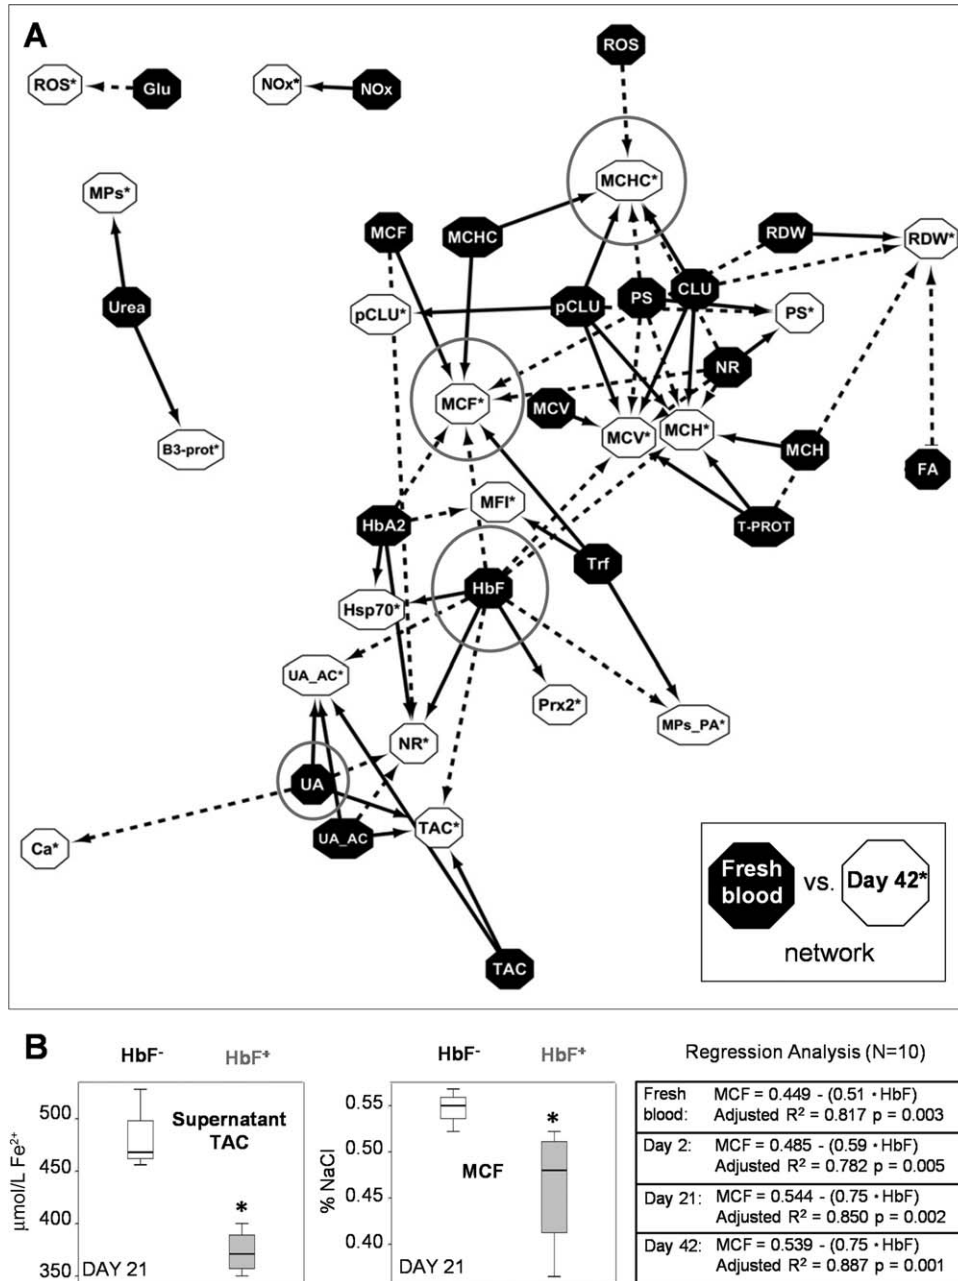 A
ROS
ROS*
Glu
NOx*
NOx
MCHC*
MPs*
MCF
MCHC
RDW
RDW*
Urea
pCLU*
pCLU
PS
CLU
PS*
NR
MCF*
MCV
MCV*
MCH*
MCH
B3-prot*
FA
MFI*
HbA2
T-PROT
Trf
HbF
Hsp70*
UA_AC*
Prx2*
MPs_PA*
NR*
UA
TAC*
UA_AC
Ca*
TAC
Fresh
blood
vs.
Day 42*
network
B
HbF-
HbF+
Supernatant
TAC
*
500
450
400
350
µmol/L Fe2+
DAY 21
HbF-
HbF+
*
MCF
0.55
0.50
0.45
0.40
% NaCl
DAY 21
Regression Analysis (N=10)
Fresh blood: MCF = 0.449 - (0.51 · HbF)
Adjusted R² = 0.817 p = 0.003
Day 2: MCF = 0.485 - (0.59 · HbF)
Adjusted R² = 0.782 p = 0.005
Day 21: MCF = 0.544 - (0.75 · HbF)
Adjusted R² = 0.850 p = 0.002
Day 42: MCF = 0.539 - (0.75 · HbF)
Adjusted R² = 0.887 p = 0.001